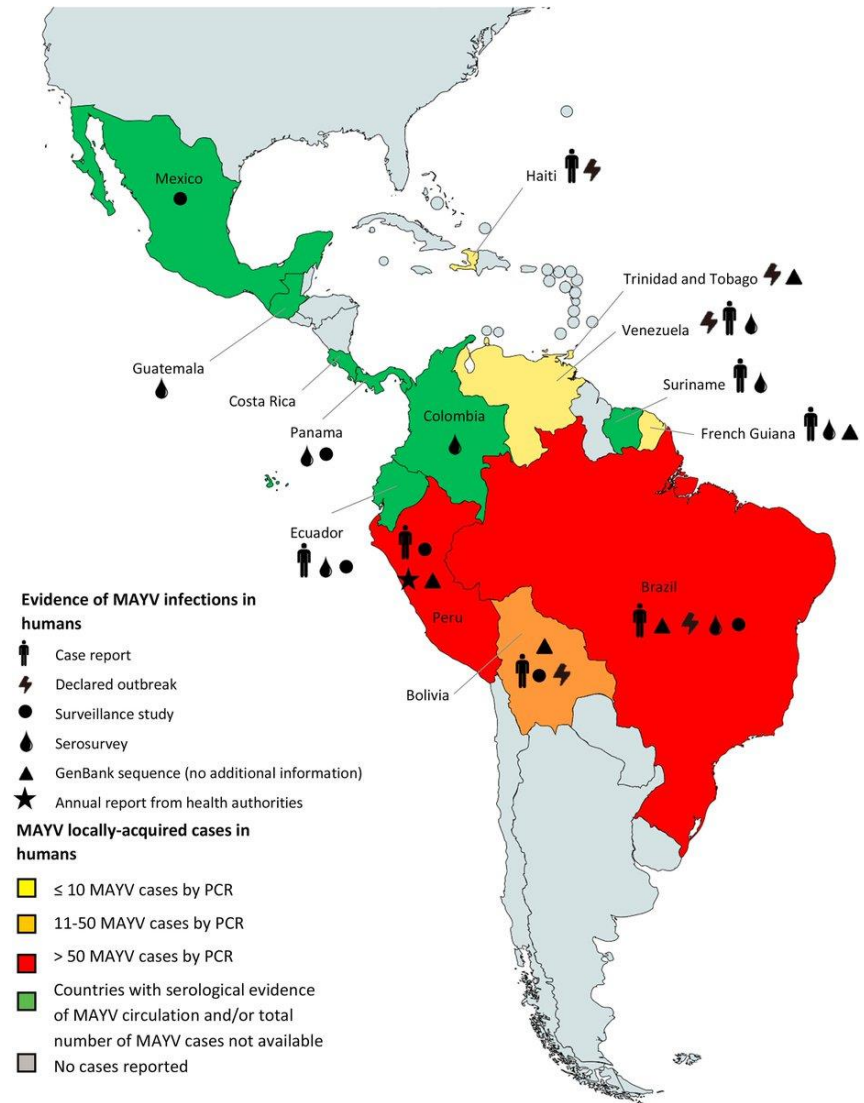 Mexico
Haiti
Trinidad and Tobago
Venezuela
Guatemala
Suriname
Costa Rica
Colombia
French Guiana
Panama
Ecuador
Brazil
Peru
Bolivia
Evidence of MAYV infections in
humans
Case report
Declared outbreak
Surveillance study
Serosurvey
GenBank sequence (no additional information)
Annual report from health authorities
MAYV locally-acquired cases in
humans
≤ 10 MAYV cases by PCR
11-50 MAYV cases by PCR
> 50 MAYV cases by PCR
Countries with serological evidence
of MAYV circulation and/or total
number of MAYV cases not available
No cases reported